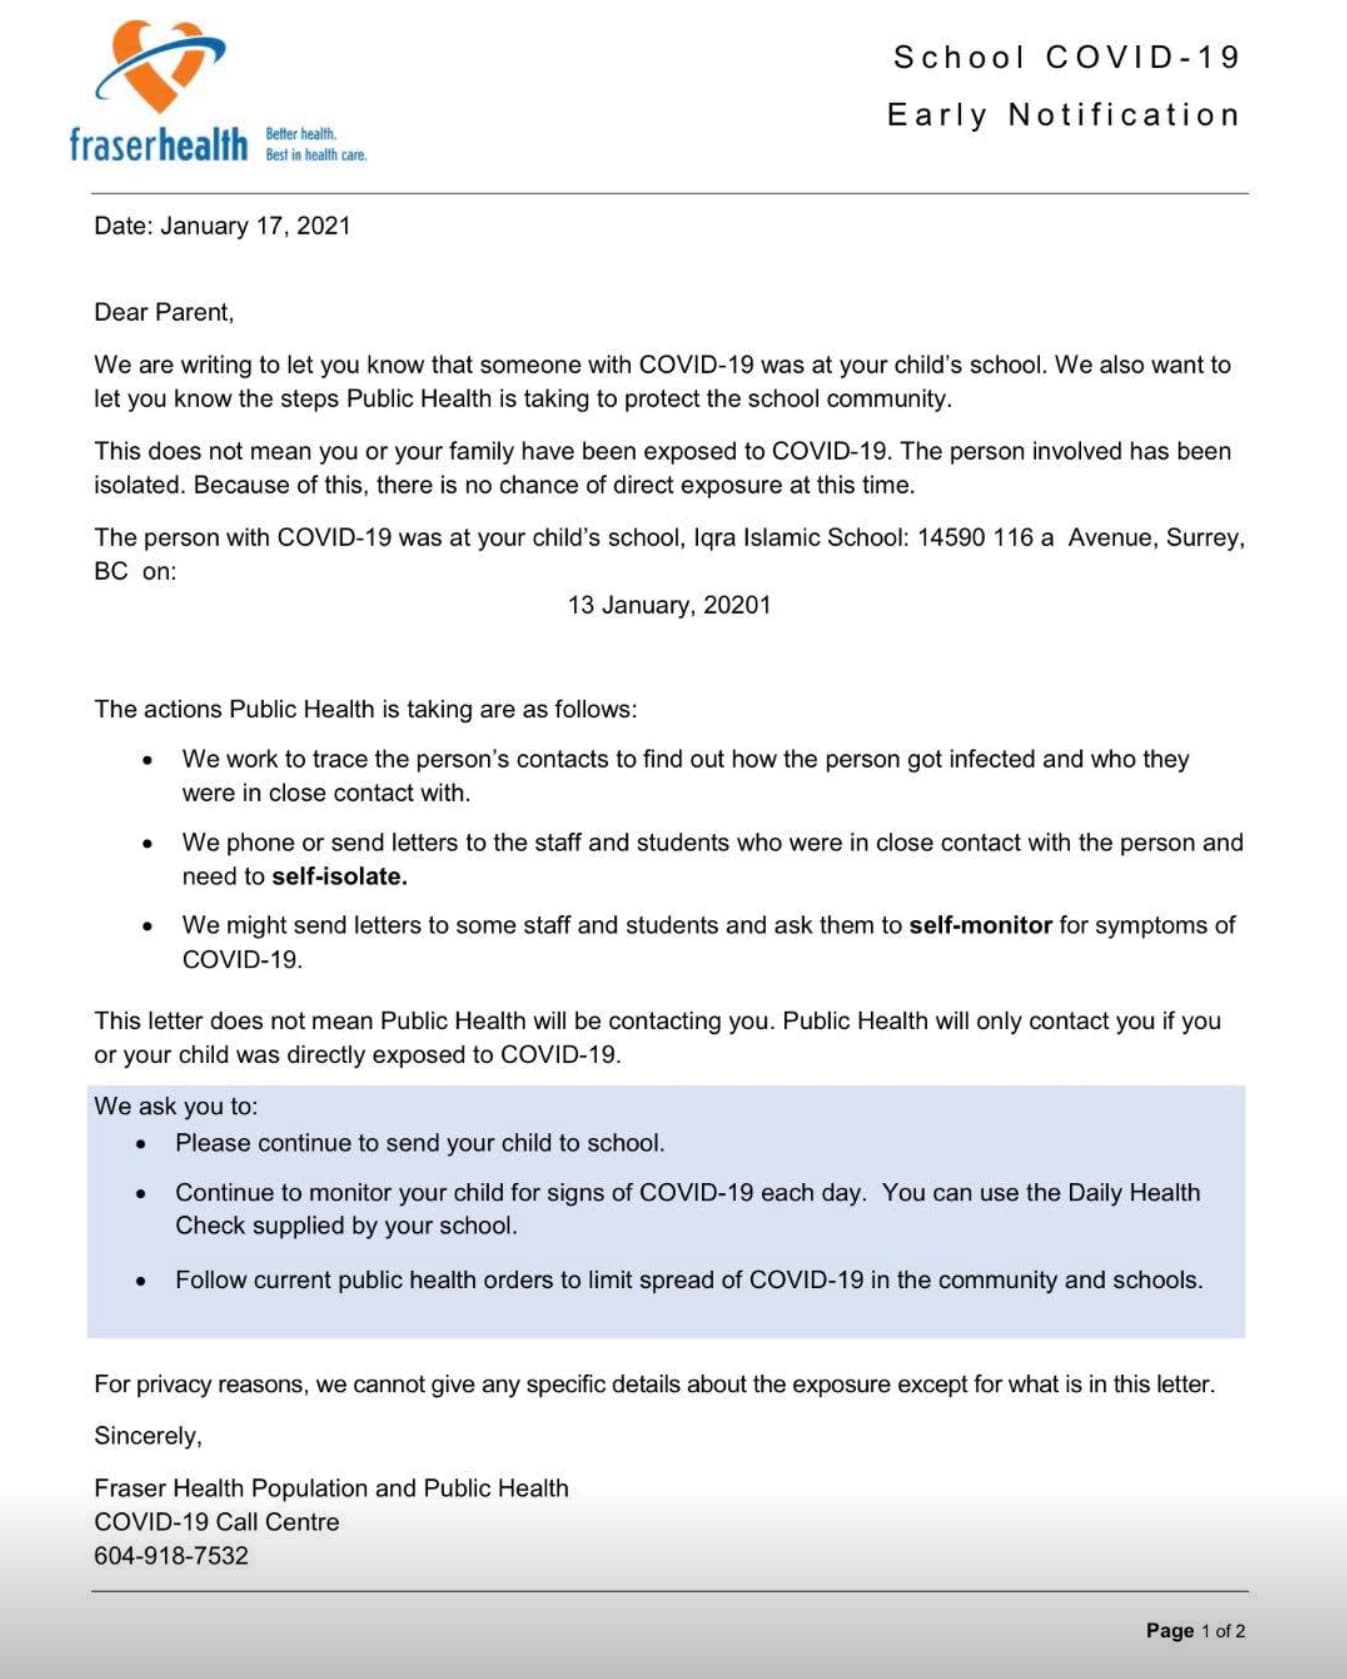 School COVID-19
Early Notification
fraserhealth
Better health.
Best in health care.
Date: January 17, 2021
Dear Parent,
We are writing to let you know that someone with COVID-19 was at your child's school. We also want to
let you know the steps Public Health is taking to protect the school community.
This does not mean you or your family have been exposed to COVID-19. The person involved has been
isolated. Because of this, there is no chance of direct exposure at this time.
The person with COVID-19 was at your child's school, Iqra Islamic School: 14590 116 a  Avenue, Surrey,
BC  on:
13 January, 20201
The actions Public Health is taking are as follows:
• We work to trace the person's contacts to find out how the person got infected and who they
were in close contact with.
• We phone or send letters to the staff and students who were in close contact with the person and
need to self-isolate.
• We might send letters to some staff and students and ask them to self-monitor for symptoms of
COVID-19.
This letter does not mean Public Health will be contacting you. Public Health will only contact you if you
or your child was directly exposed to COVID-19.
We ask you to:
• Please continue to send your child to school.
• Continue to monitor your child for signs of COVID-19 each day.  You can use the Daily Health
Check supplied by your school.
• Follow current public health orders to limit spread of COVID-19 in the community and schools.
For privacy reasons, we cannot give any specific details about the exposure except for what is in this letter.
Sincerely,
Fraser Health Population and Public Health
COVID-19 Call Centre
604-918-7532
Page 1 of 2